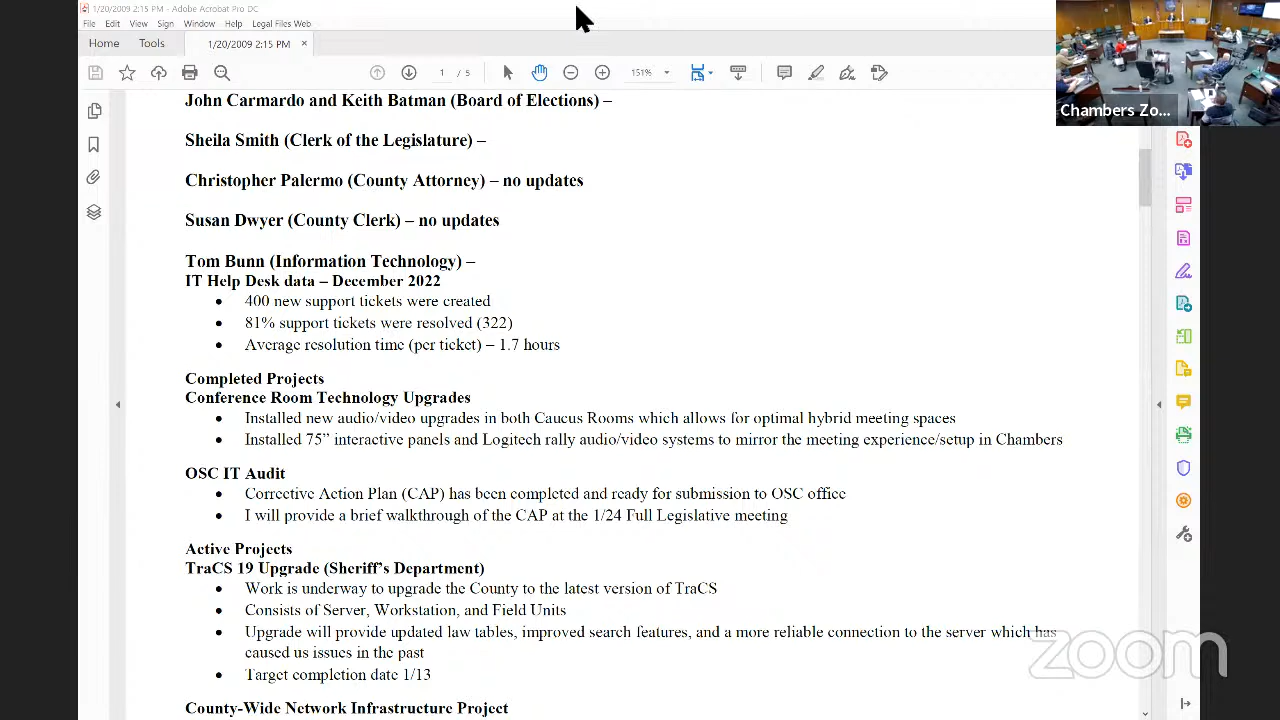 1/20/2009 2:15 PM - Adobe Acrobat Pro DC
File Edit View Sign Window Help Legal Files Web
Home Tools 1/20/2009 2:15 PM ×
1 / 5 151%
Chambers Zo...
John Carmardo and Keith Batman (Board of Elections) –
Sheila Smith (Clerk of the Legislature) –
Christopher Palermo (County Attorney) – no updates
Susan Dwyer (County Clerk) – no updates
Tom Bunn (Information Technology) –
IT Help Desk data – December 2022
• 400 new support tickets were created
• 81% support tickets were resolved (322)
• Average resolution time (per ticket) – 1.7 hours
Completed Projects
Conference Room Technology Upgrades
• Installed new audio/video upgrades in both Caucus Rooms which allows for optimal hybrid meeting spaces
• Installed 75” interactive panels and Logitech rally audio/video systems to mirror the meeting experience/setup in Chambers
OSC IT Audit
• Corrective Action Plan (CAP) has been completed and ready for submission to OSC office
• I will provide a brief walkthrough of the CAP at the 1/24 Full Legislative meeting
Active Projects
TraCS 19 Upgrade (Sheriff’s Department)
• Work is underway to upgrade the County to the latest version of TraCS
• Consists of Server, Workstation, and Field Units
• Upgrade will provide updated law tables, improved search features, and a more reliable connection to the server which has
caused us issues in the past
• Target completion date 1/13
County-Wide Network Infrastructure Project
zoom